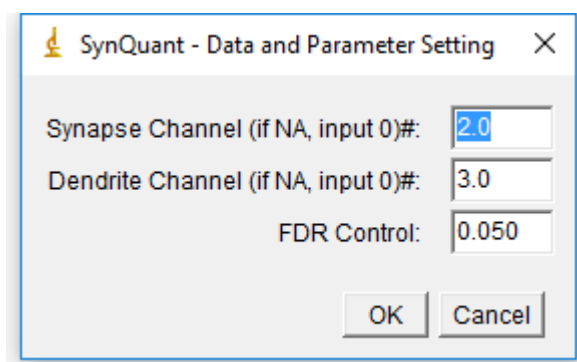 SynQuant - Data and Parameter Setting
Synapse Channel (if NA, input 0)#: 2.0
Dendrite Channel (if NA, input 0)#: 3.0
FDR Control: 0.050
OK Cancel